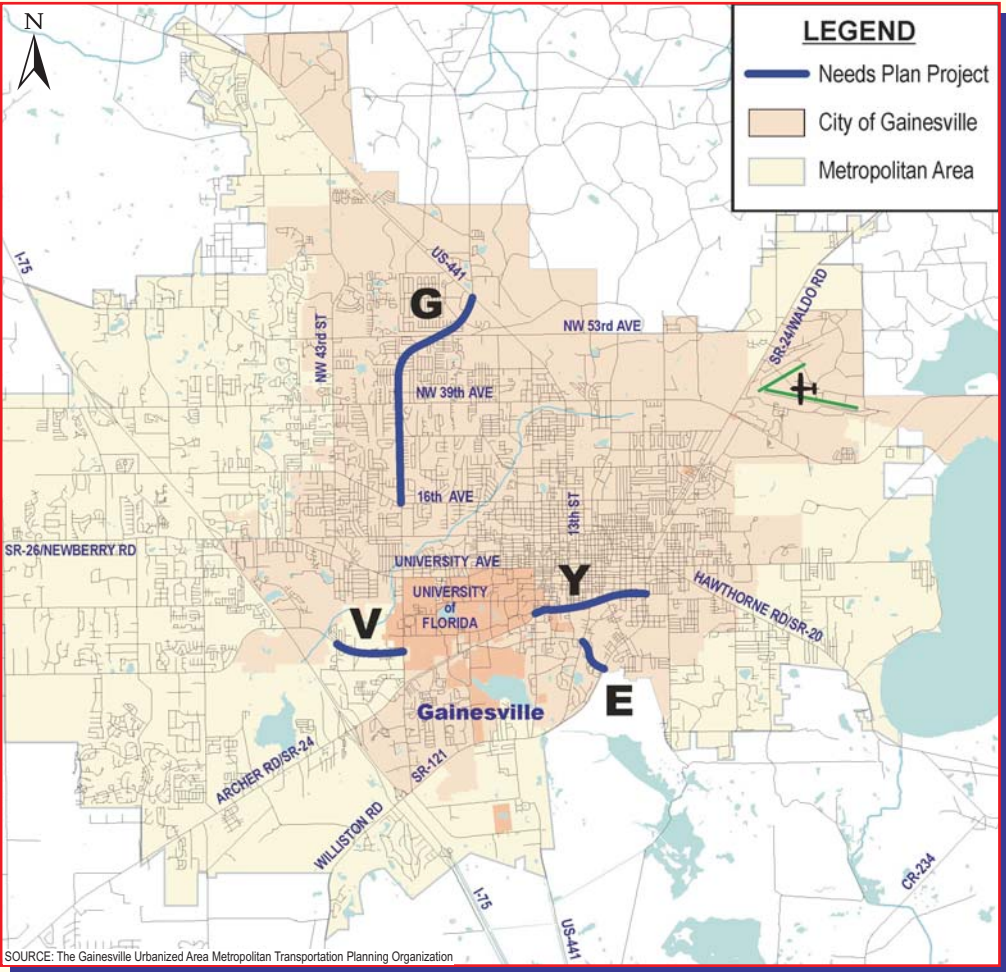 N
LEGEND
Needs Plan Project
City of Gainesville
Metropolitan Area
I-75
US-441
G
NW 43rd ST
NW 53rd AVE
SR-24/WALDO RD
NW 39th AVE
16th AVE
13th ST
SR-26/NEWBERRY RD
UNIVERSITY AVE
Y
UNIVERSITY
of
FLORIDA
HAWTHORNE RD/SR-20
V
E
Gainesville
ARCHER RD/SR-24
SR-121
WILLISTON RD
I-75
US-441
CR-234
SOURCE: The Gainesville Urbanized Area Metropolitan Transportation Planning Organization